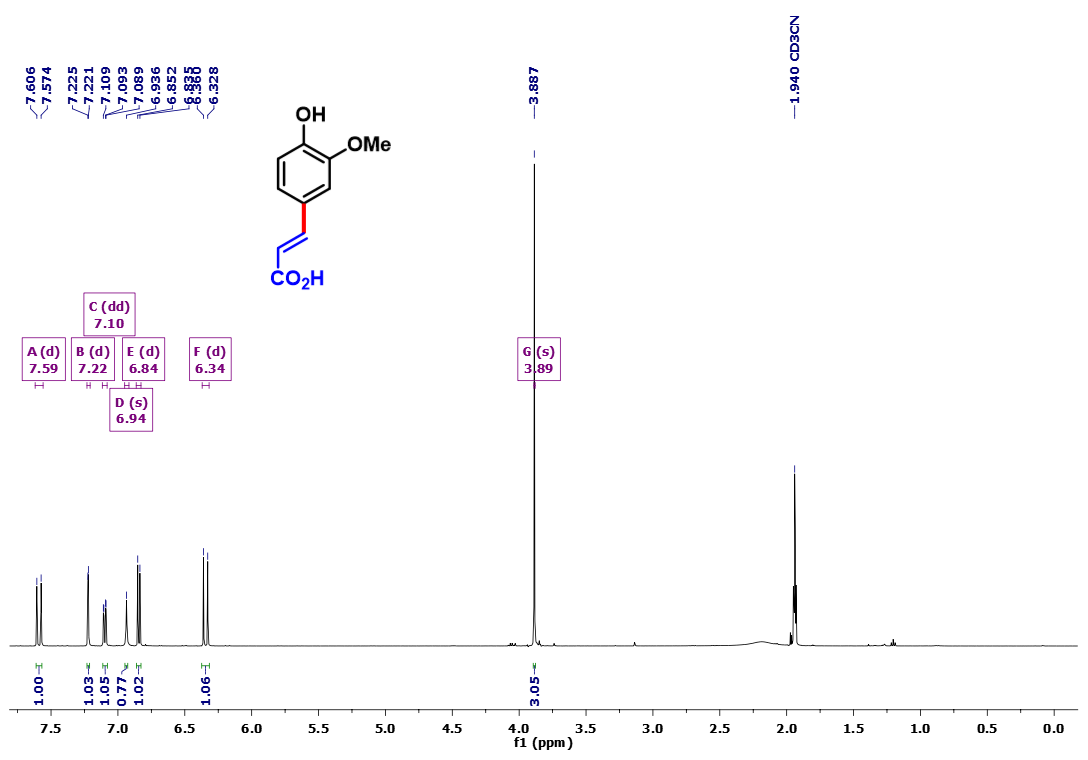 7.606
7.574
7.225
7.221
7.109
7.093
7.089
6.936
6.852
6.835
6.360
6.328
3.887
1.940 CD3CN
OH
OMe
CO₂H
C (dd)
7.10
A (d)
7.59
B (d)
7.22
E (d)
6.84
F (d)
6.34
G (s)
3.89
D (s)
6.94
1.00
1.03
1.05
0.77
1.02
1.06
3.05
7.5 7.0 6.5 6.0 5.5 5.0 4.5 4.0 3.5 3.0 2.5 2.0 1.5 1.0 0.5 0.0
f1 (ppm)